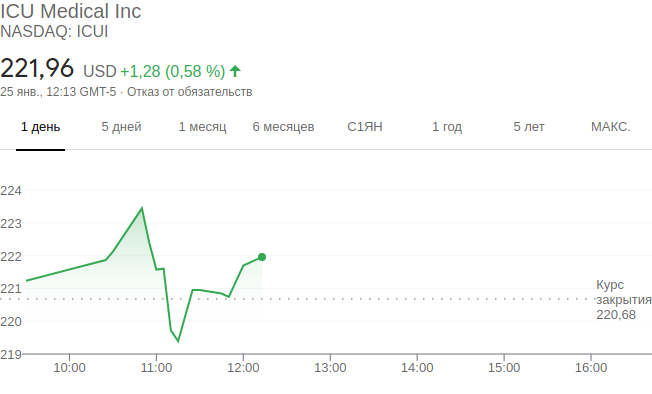 ICU Medical Inc
NASDAQ: ICUI
221,96 USD +1,28 (0,58 %)
25 янв., 12:13 GMT-5 · Отказ от обязательств
1 день 5 дней 1 месяц 6 месяцев С1ЯН 1 год 5 лет МАКС.
224
223
222
221
220
219
Курс
закрытия
220,68
10:00 11:00 12:00 13:00 14:00 15:00 16:00